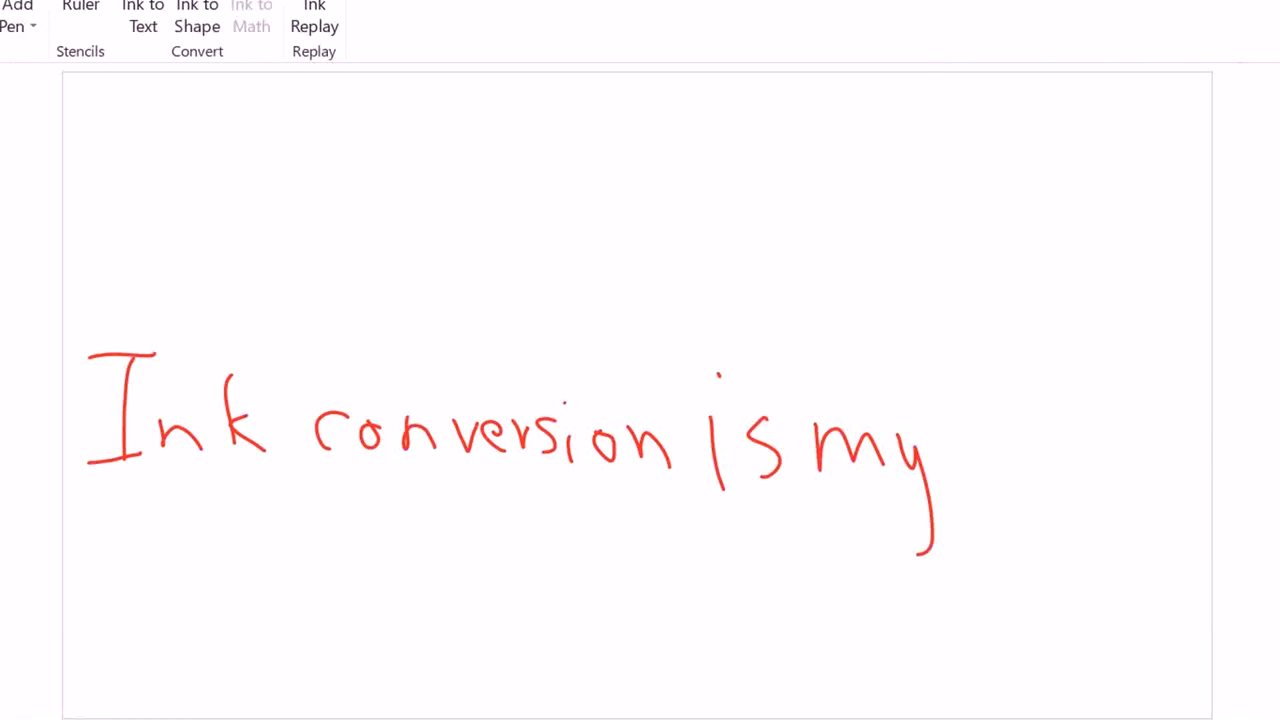 Add Ruler Ink to Ink to Ink to Ink
Pen Text Shape Math Replay
Stencils Convert Replay
Ink conversion is my